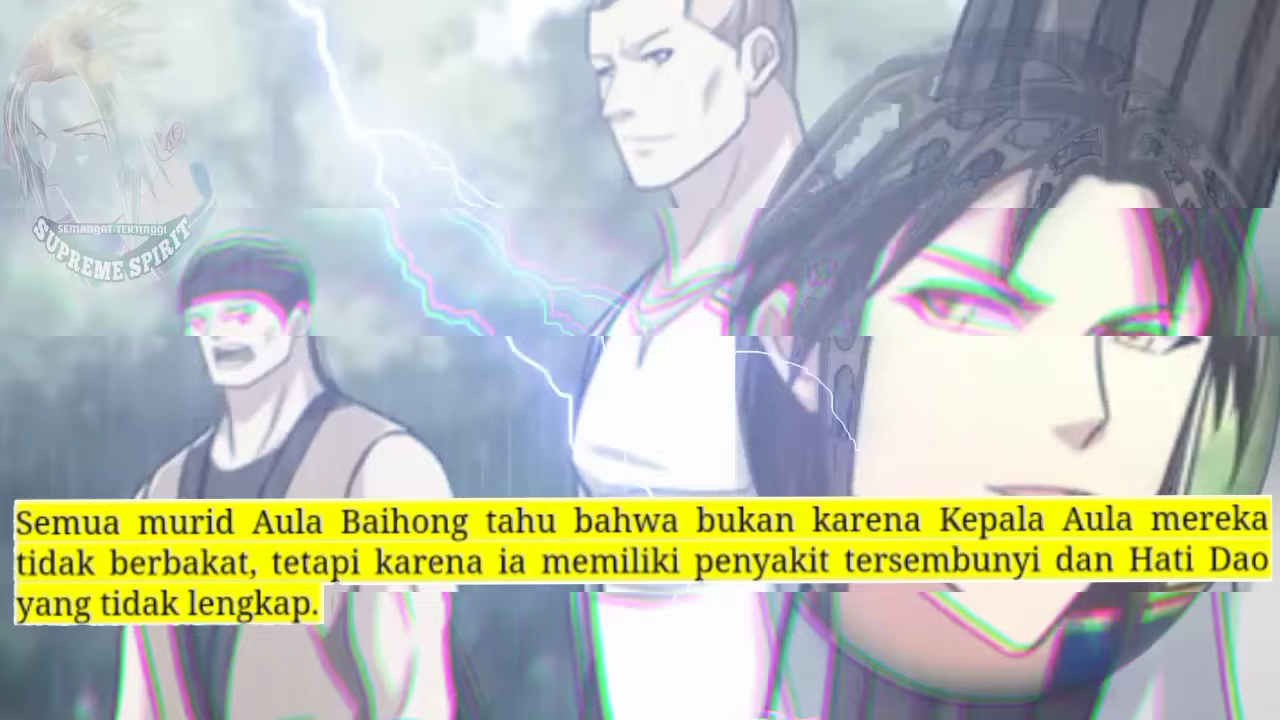 SEMANGAT TERTINGGI
SUPREME SPIRIT
Semua murid Aula Baihong tahu bahwa bukan karena Kepala Aula mereka
tidak berbakat, tetapi karena ia memiliki penyakit tersembunyi dan Hati Dao
yang tidak lengkap.